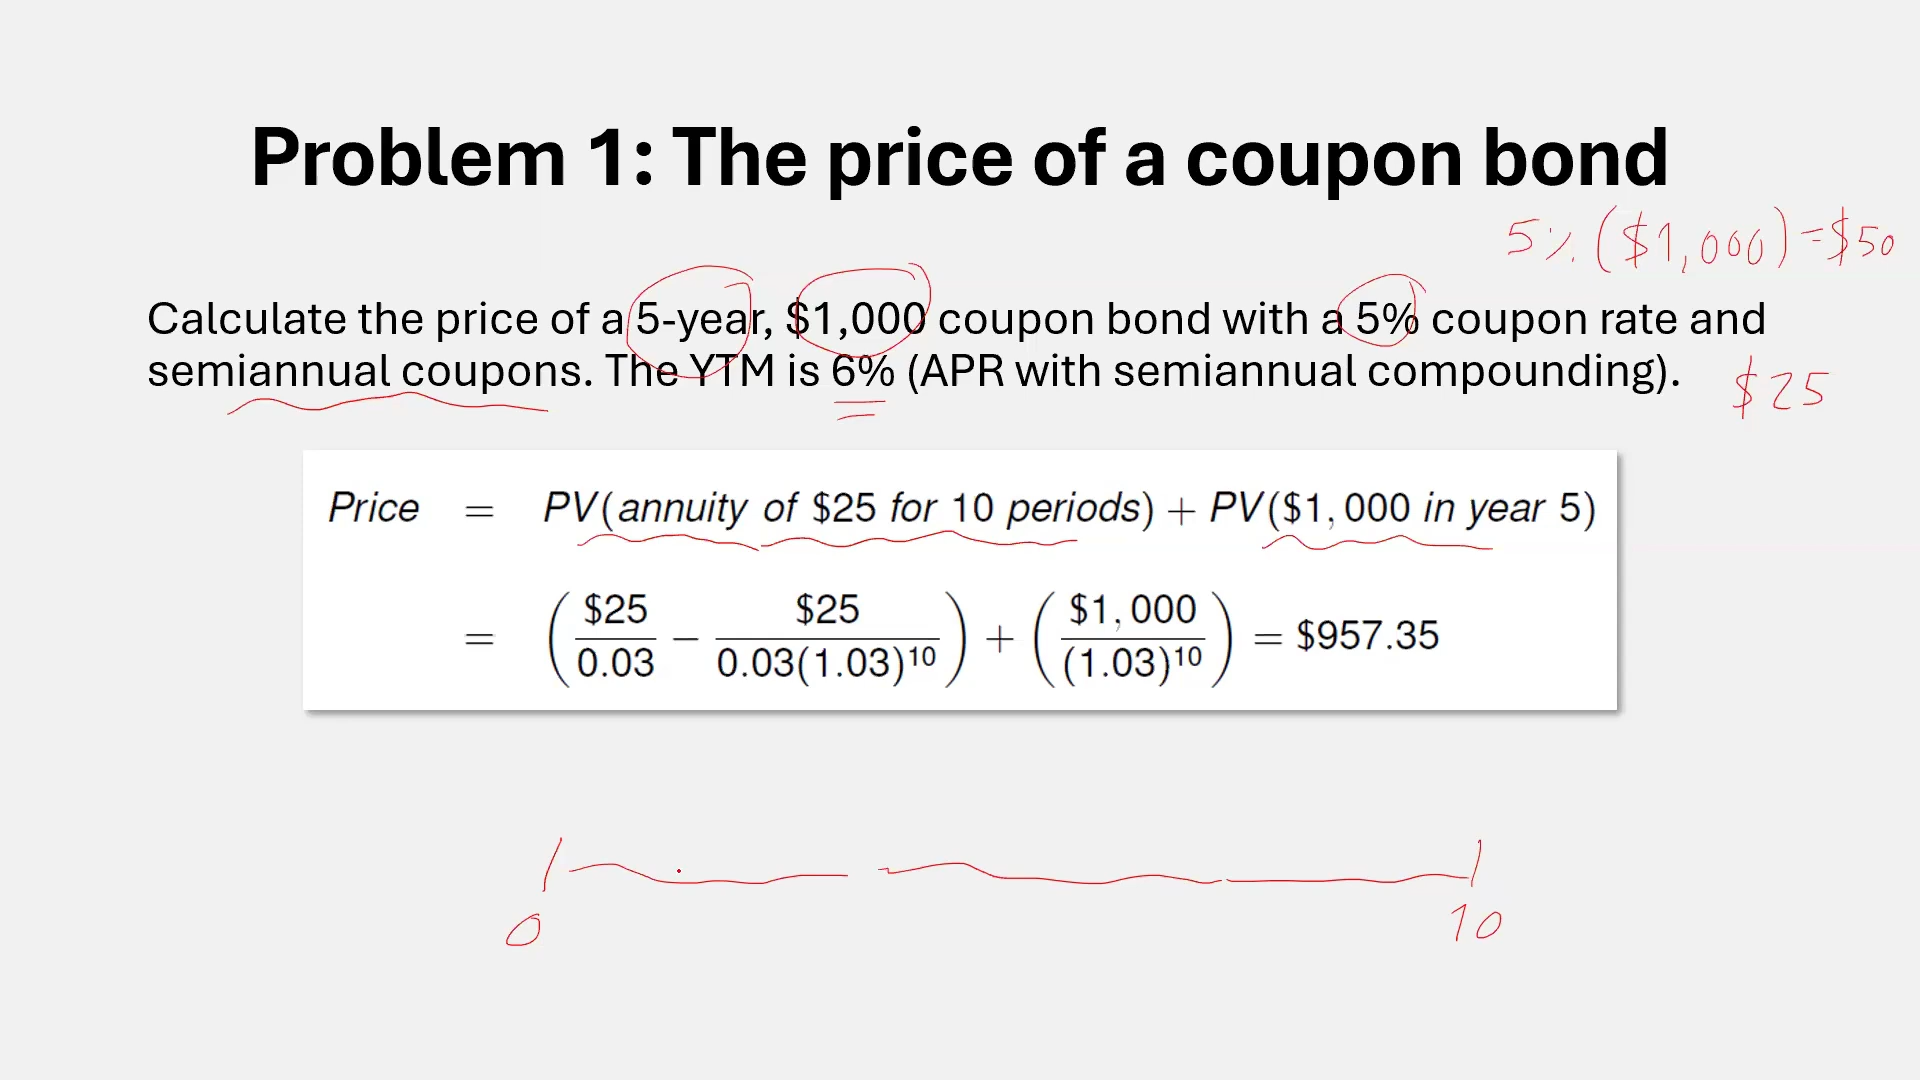 Problem 1: The price of a coupon bond
5% ($1,000) = $50
Calculate the price of a 5-year, $1,000 coupon bond with a 5% coupon rate and
semiannual coupons. The YTM is 6% (APR with semiannual compounding).
$25
Price = PV(annuity of $25 for 10 periods) + PV($1,000 in year 5)
= ($25/0.03 − $25/0.03(1.03)¹⁰) + ($1,000/(1.03)¹⁰) = $957.35
0 10